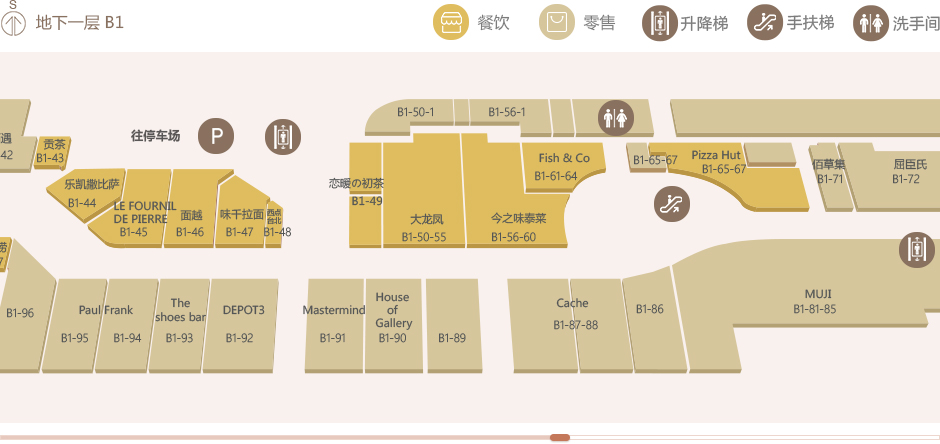 S
地下一层 B1
餐饮
零售
升降梯
手扶梯
洗手间
遇
42
贡茶
B1-43
往停车场
P
B1-50-1
B1-56-1
乐凯撒比萨
B1-44
LE FOURNIL
DE PIERRE
B1-45
面越
B1-46
味千拉面
B1-47
西点
台北
B1-48
恋暖の初茶
B1-49
大龙凤
B1-50-55
今之味泰菜
B1-56-60
Fish & Co
B1-61-64
B1-65-67
Pizza Hut
B1-65-67
佰草集
B1-71
屈臣氏
B1-72
捞
7
B1-96
Paul Frank
B1-95
B1-94
The
shoes bar
B1-93
DEPOT3
B1-92
Mastermind
B1-91
House
of
Gallery
B1-90
B1-89
Cache
B1-87-88
B1-86
MUJI
B1-81-85